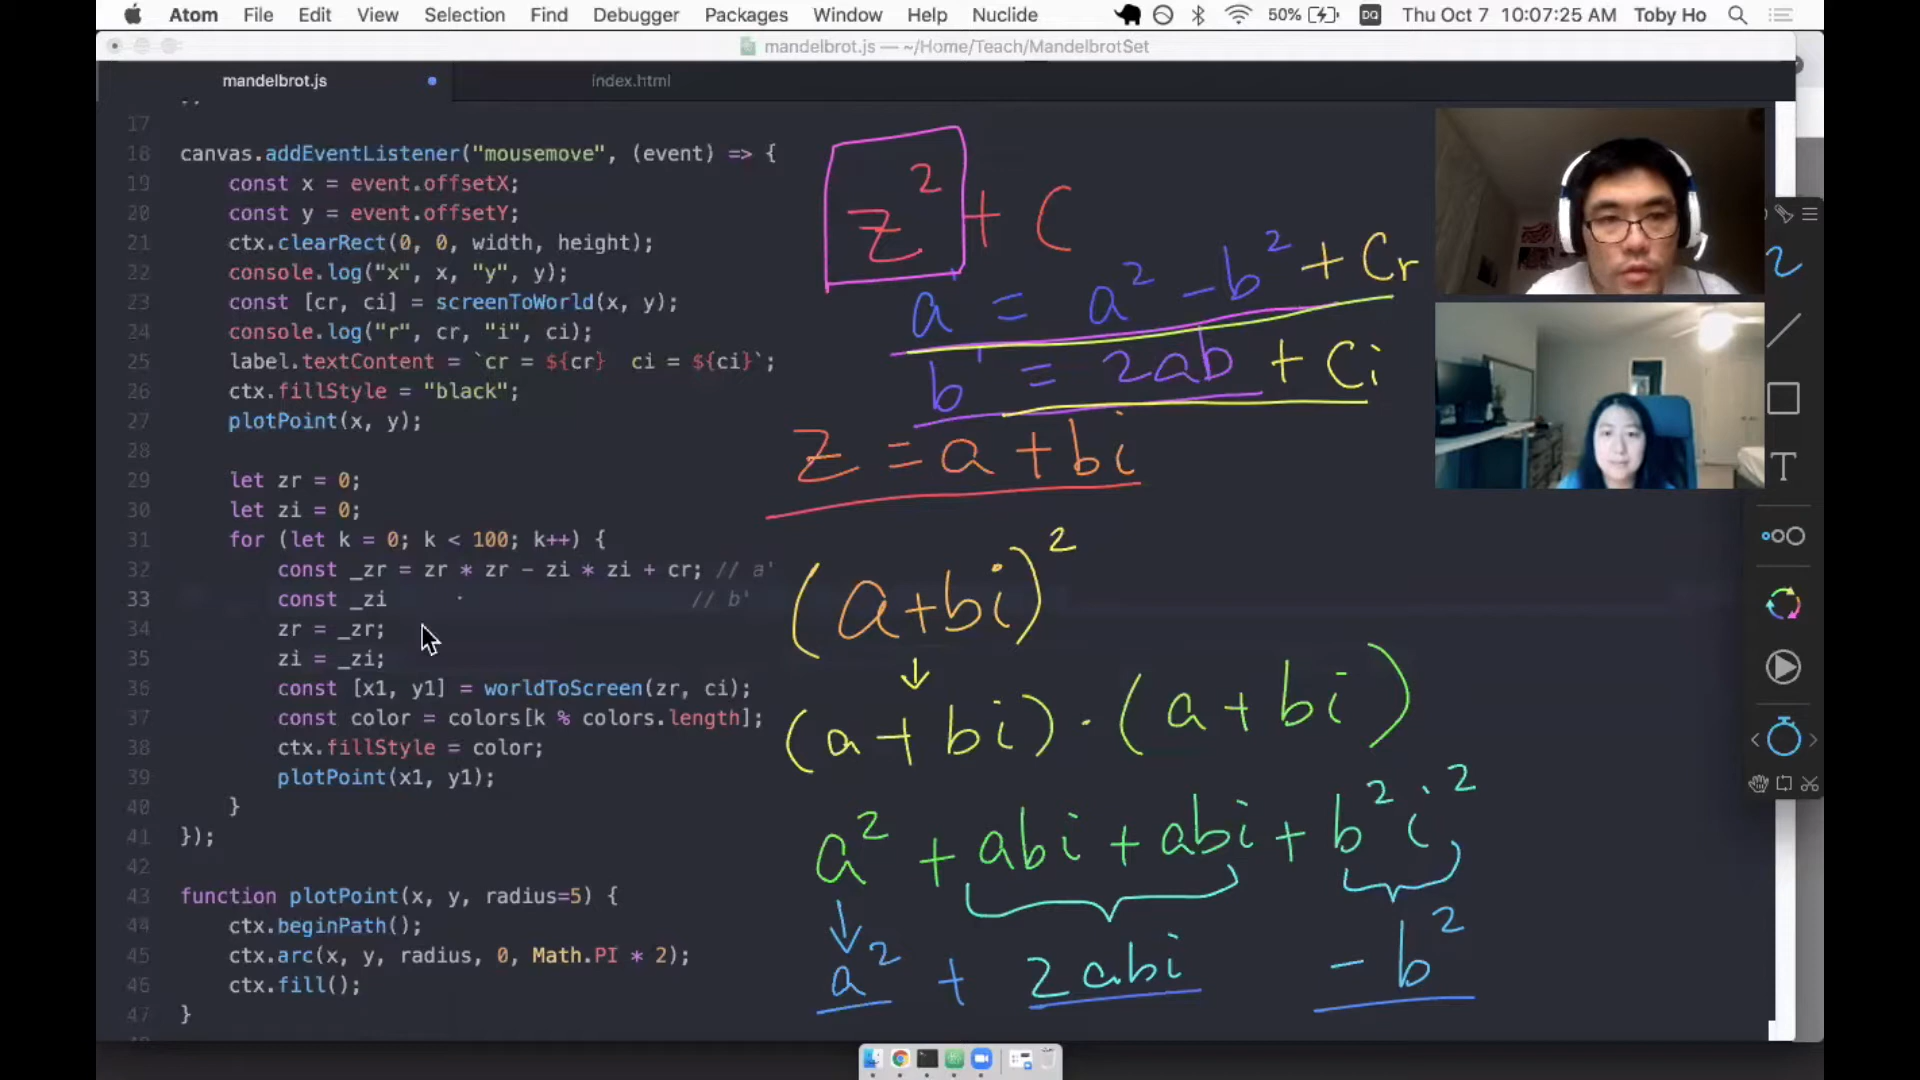 Atom File Edit View Selection Find Debugger Packages Window Help Nuclide 50% DQ Thu Oct 7 10:07:25 AM Toby Ho
mandelbrot.js — ~/Home/Teach/MandelbrotSet
mandelbrot.js index.html
17
18 canvas.addEventListener("mousemove", (event) => {
19 const x = event.offsetX;
20 const y = event.offsetY;
21 ctx.clearRect(0, 0, width, height);
22 console.log("x", x, "y", y);
23 const [cr, ci] = screenToWorld(x, y);
24 console.log("r", cr, "i", ci);
25 label.textContent = `cr = ${cr}  ci = ${ci}`;
26 ctx.fillStyle = "black";
27 plotPoint(x, y);
28
29 let zr = 0;
30 let zi = 0;
31 for (let k = 0; k < 100; k++) {
32 const _zr = zr * zr - zi * zi + cr; // a'
33 const _zi // b'
34 zr = _zr;
35 zi = _zi;
36 const [x1, y1] = worldToScreen(zr, ci);
37 const color = colors[k % colors.length];
38 ctx.fillStyle = color;
39 plotPoint(x1, y1);
40 }
41 });
42
43 function plotPoint(x, y, radius=5) {
44 ctx.beginPath();
45 ctx.arc(x, y, radius, 0, Math.PI * 2);
46 ctx.fill();
47 }
z² + C
a' = a² - b² + Cr
b' = 2ab + Ci
z = a + bi
(a+bi)²
(a + bi) · (a + bi)
a² + abi + abi + b²i²
a² + 2abi - b²
T